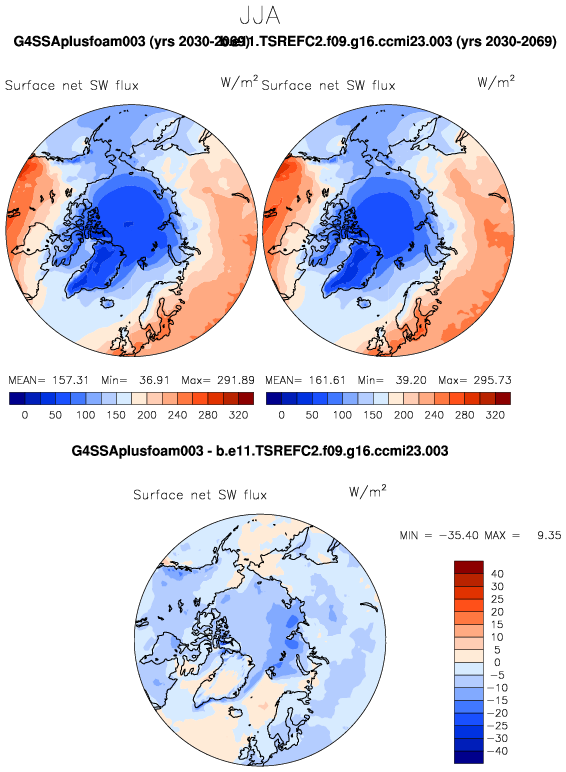 JJA
G4SSAplusfoam003 (yrs 2030-2069)
b.e11.TSREFC2.f09.g16.ccmi23.003 (yrs 2030-2069)
Surface net SW flux W/m²
Surface net SW flux W/m²
MEAN= 157.31 Min= 36.91 Max= 291.89
MEAN= 161.61 Min= 39.20 Max= 295.73
0 50 100 150 200 240 280 320
0 50 100 150 200 240 280 320
G4SSAplusfoam003 - b.e11.TSREFC2.f09.g16.ccmi23.003
Surface net SW flux W/m²
MIN = -35.40 MAX = 9.35
40
30
25
20
15
10
5
0
-5
-10
-15
-20
-25
-30
-40